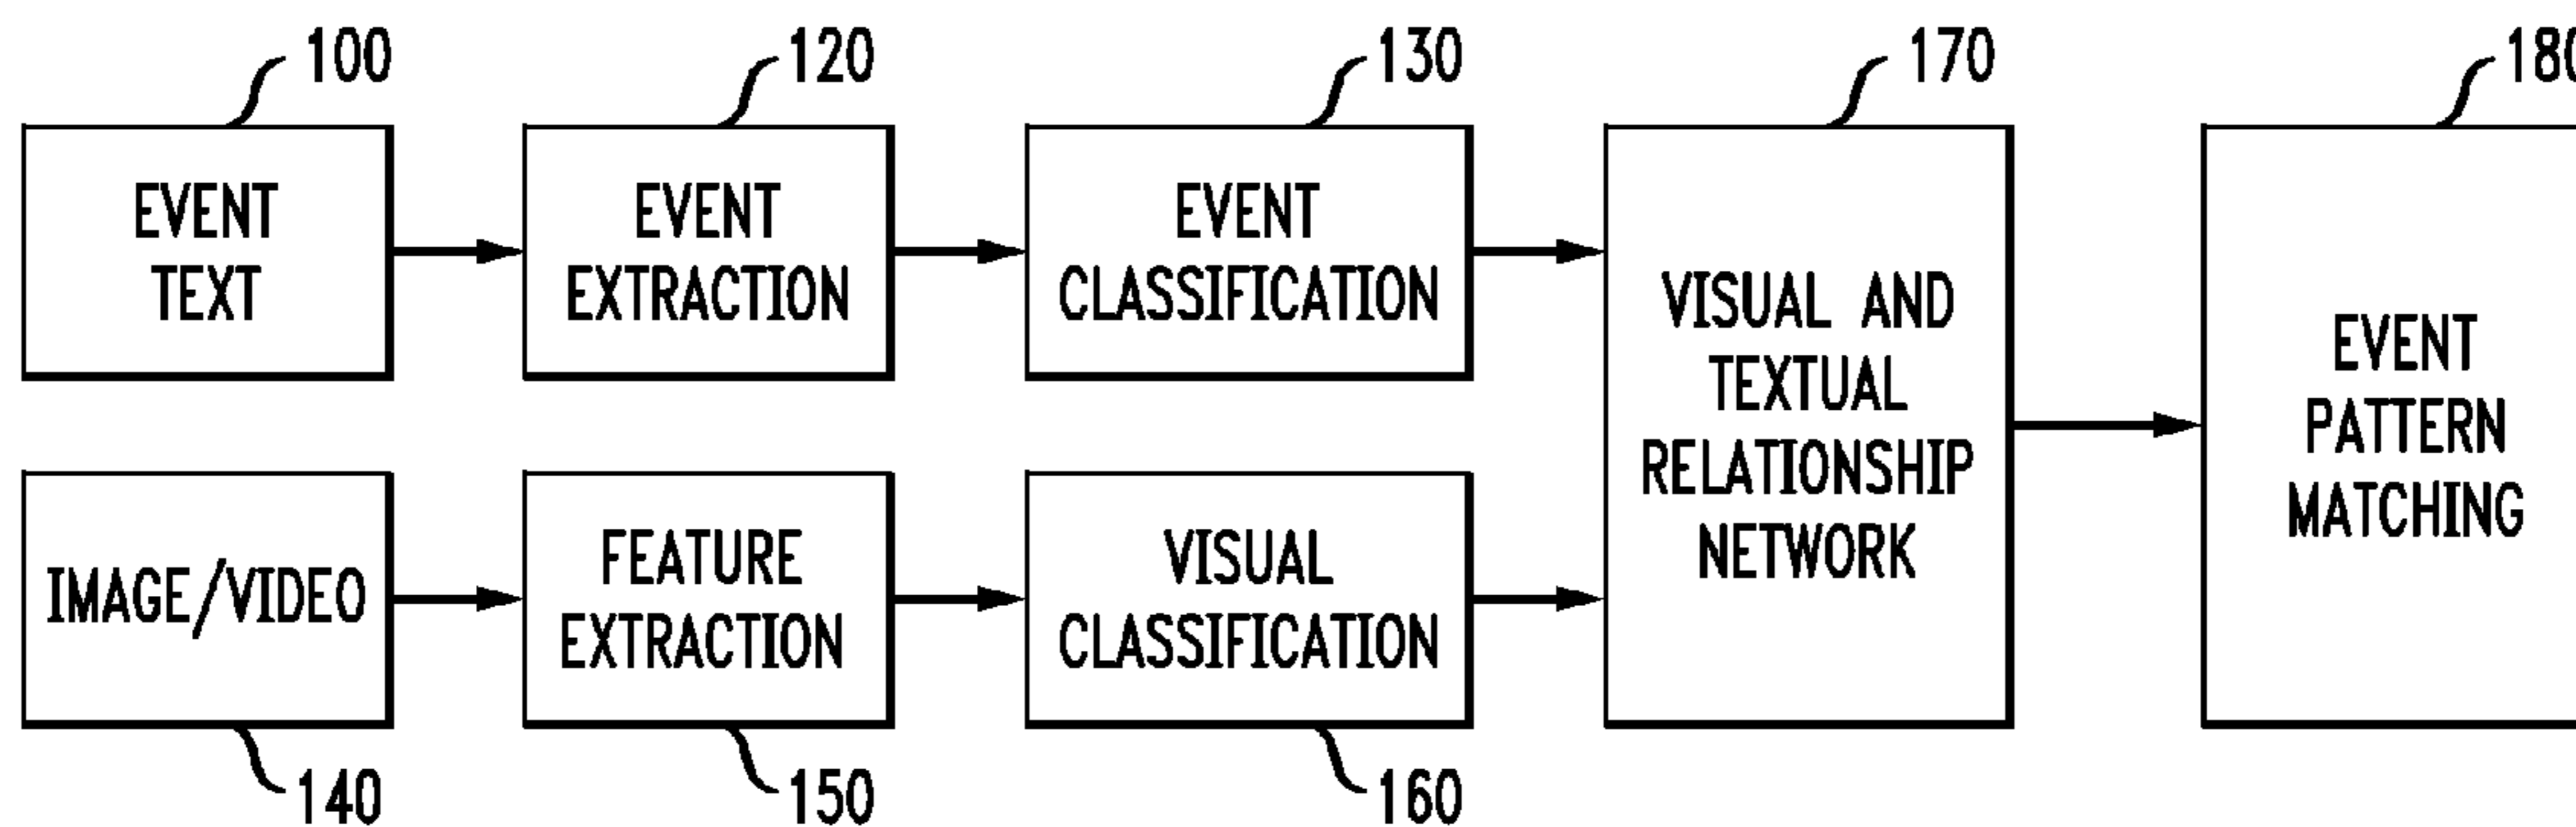 100
120
130
170
180
EVENT
TEXT
EVENT
EXTRACTION
EVENT
CLASSIFICATION
VISUAL AND
TEXTUAL
RELATIONSHIP
NETWORK
EVENT
PATTERN
MATCHING
IMAGE/VIDEO
FEATURE
EXTRACTION
VISUAL
CLASSIFICATION
140
150
160